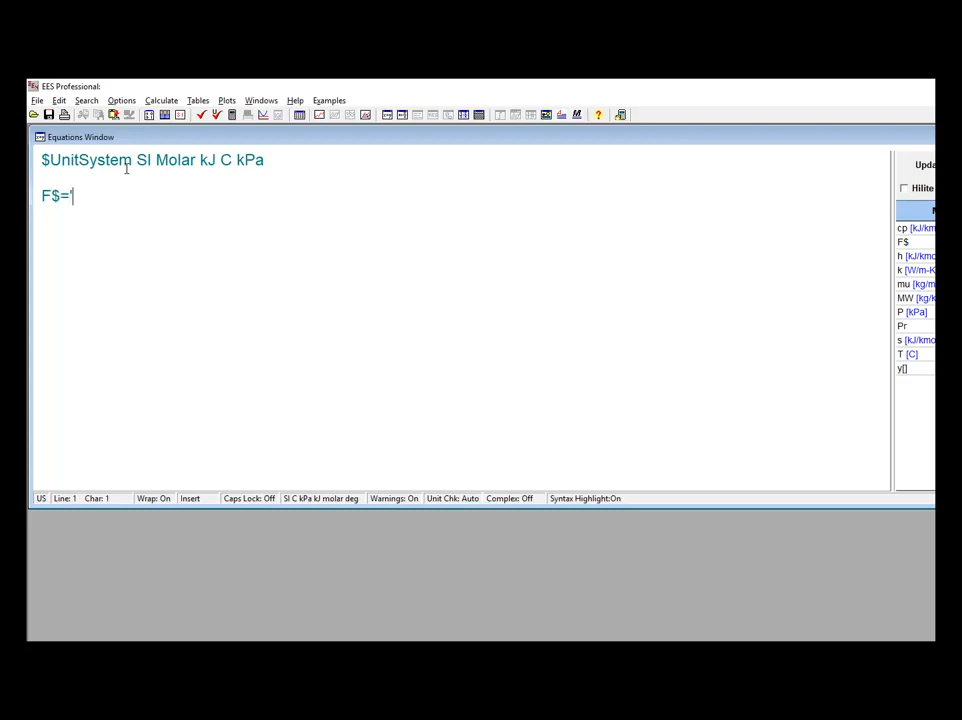 EES Professional:
File Edit Search Options Calculate Tables Plots Windows Help Examples
Equations Window
$UnitSystem SI Molar kJ C kPa
F$='
Upda
Hilite
cp [kJ/km
F$
h [kJ/kmo
k [W/m-K
mu [kg/m
MW [kg/k
P [kPa]
Pr
s [kJ/kmo
T [C]
y[]
US Line: 1 Char: 1 Wrap: On Insert Caps Lock: Off SI C kPa kJ molar deg Warnings: On Unit Chk: Auto Complex: Off Syntax Highlight:On